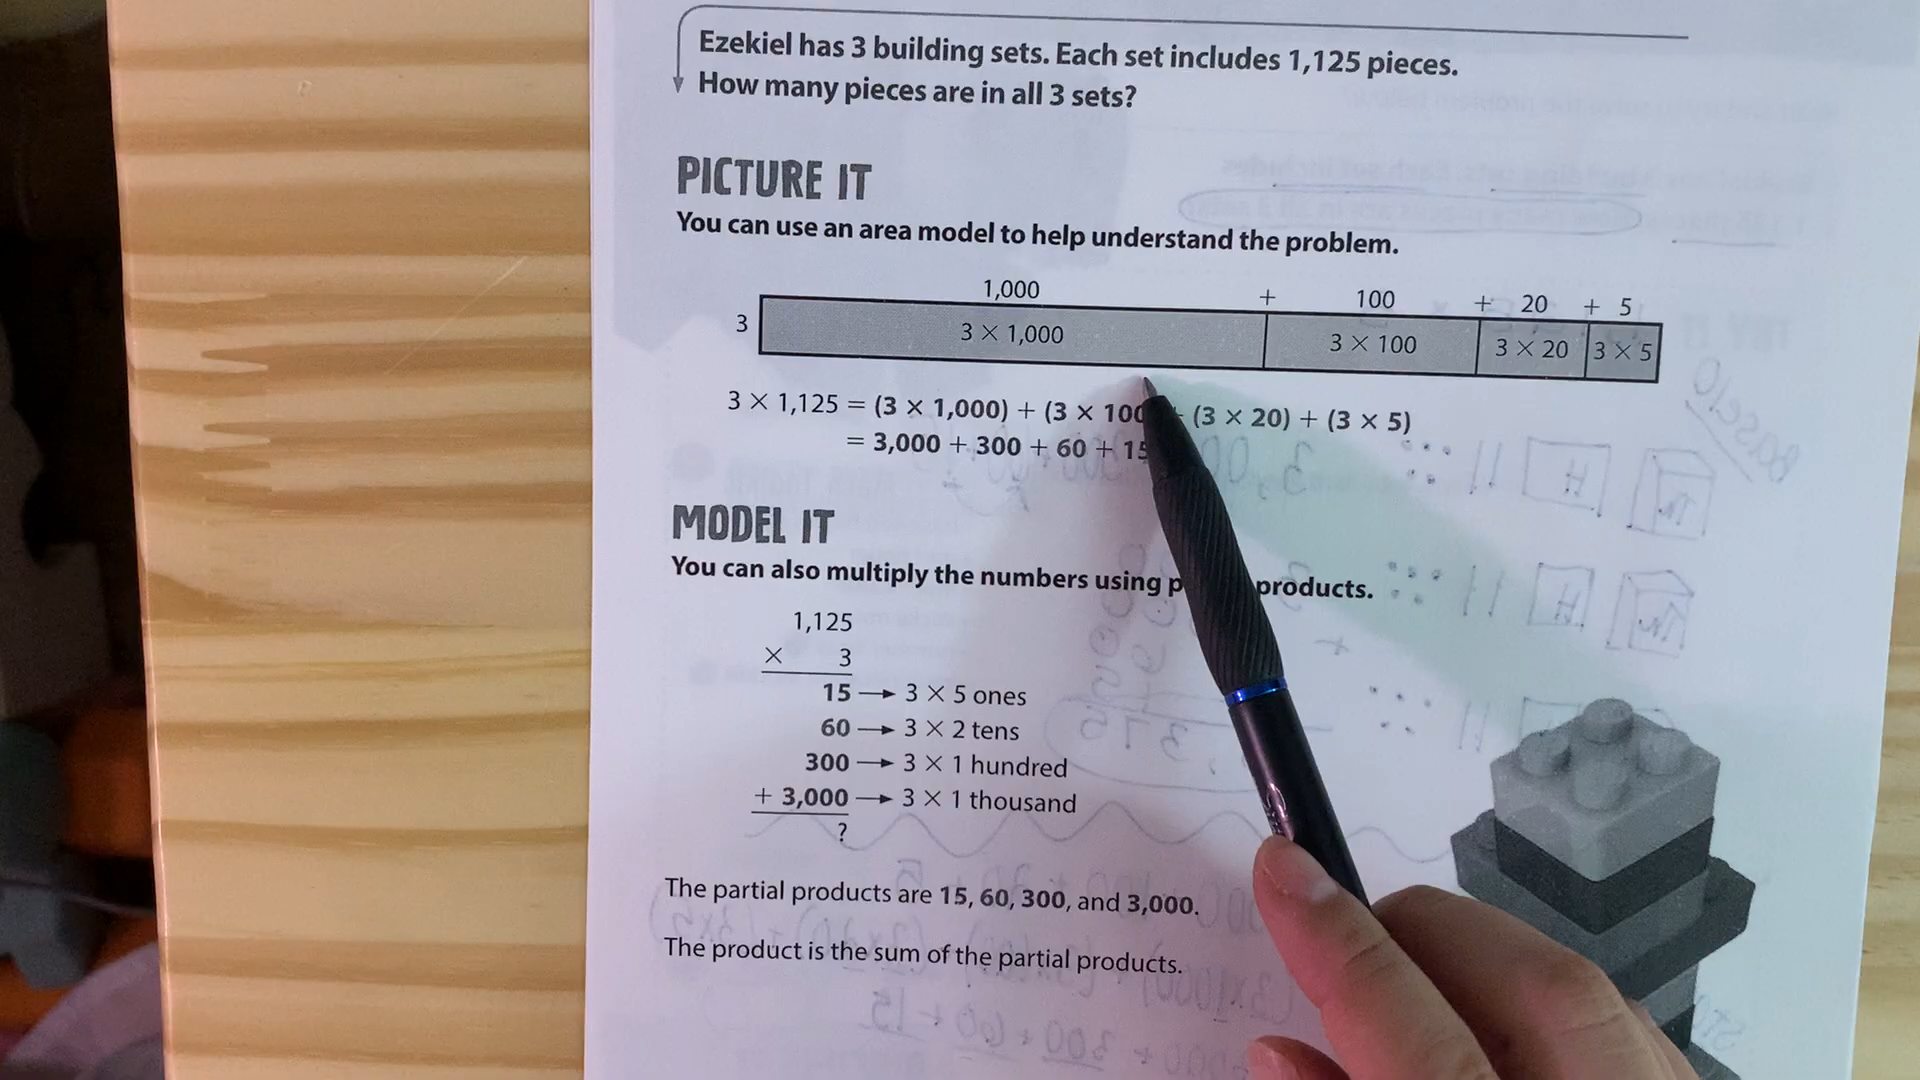 Ezekiel has 3 building sets. Each set includes 1,125 pieces.
How many pieces are in all 3 sets?
PICTURE IT
You can use an area model to help understand the problem.
1,000 + 100 + 20 + 5
3 3 × 1,000 3 × 100 3 × 20 3 × 5
3 × 1,125 = (3 × 1,000) + (3 × 100 (3 × 20) + (3 × 5)
= 3,000 + 300 + 60 + 15
MODEL IT
You can also multiply the numbers using products.
1,125
× 3
15 → 3 × 5 ones
60 → 3 × 2 tens
300 → 3 × 1 hundred
+ 3,000 → 3 × 1 thousand
?
The partial products are 15, 60, 300, and 3,000.
The product is the sum of the partial products.